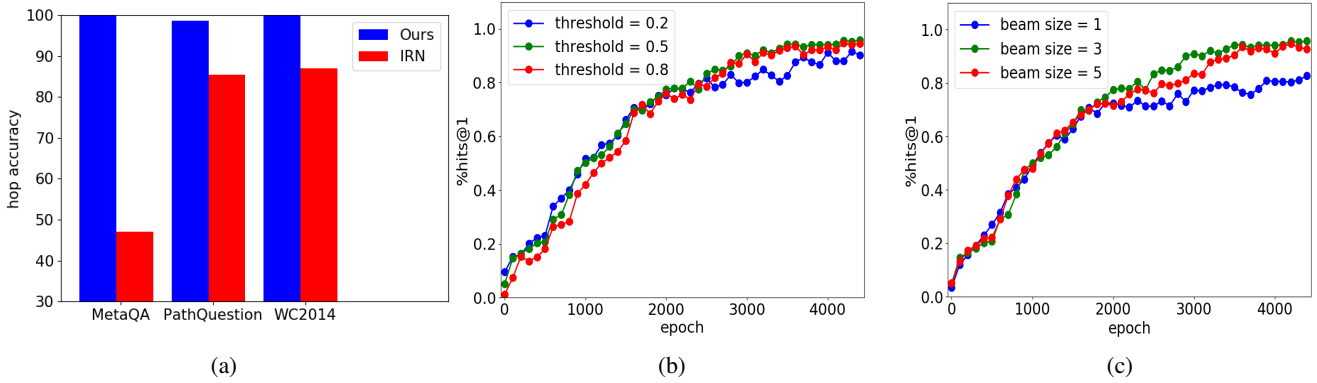 100
90
80
70
60
50
40
30
hop accuracy
MetaQA PathQuestion WC2014
Ours
IRN
(a)
1.0
0.8
0.6
0.4
0.2
0.0
%hits@1
threshold = 0.2
threshold = 0.5
threshold = 0.8
0 1000 2000 3000 4000
epoch
(b)
1.0
0.8
0.6
0.4
0.2
0.0
%hits@1
beam size = 1
beam size = 3
beam size = 5
0 1000 2000 3000 4000
epoch
(c)